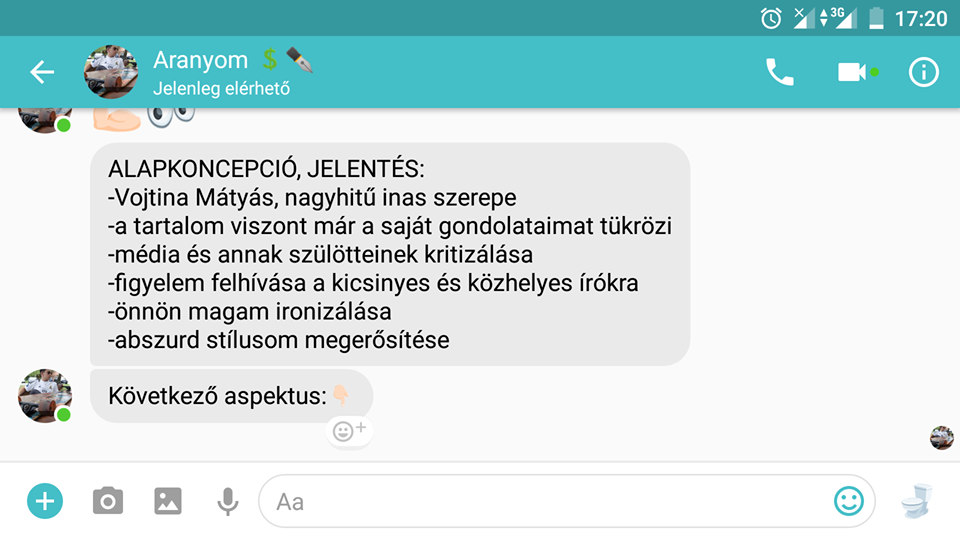 3G 17:20
Aranyom
Jelenleg elérhető
ALAPKONCEPCIÓ, JELENTÉS:
-Vojtina Mátyás, nagyhitű inas szerepe
-a tartalom viszont már a saját gondolataimat tükrözi
-média és annak szülötteinek kritizálása
-figyelem felhívása a kicsinyes és közhelyes írókra
-önnön magam ironizálása
-abszurd stílusom megerősítése
Következő aspektus:
Aa